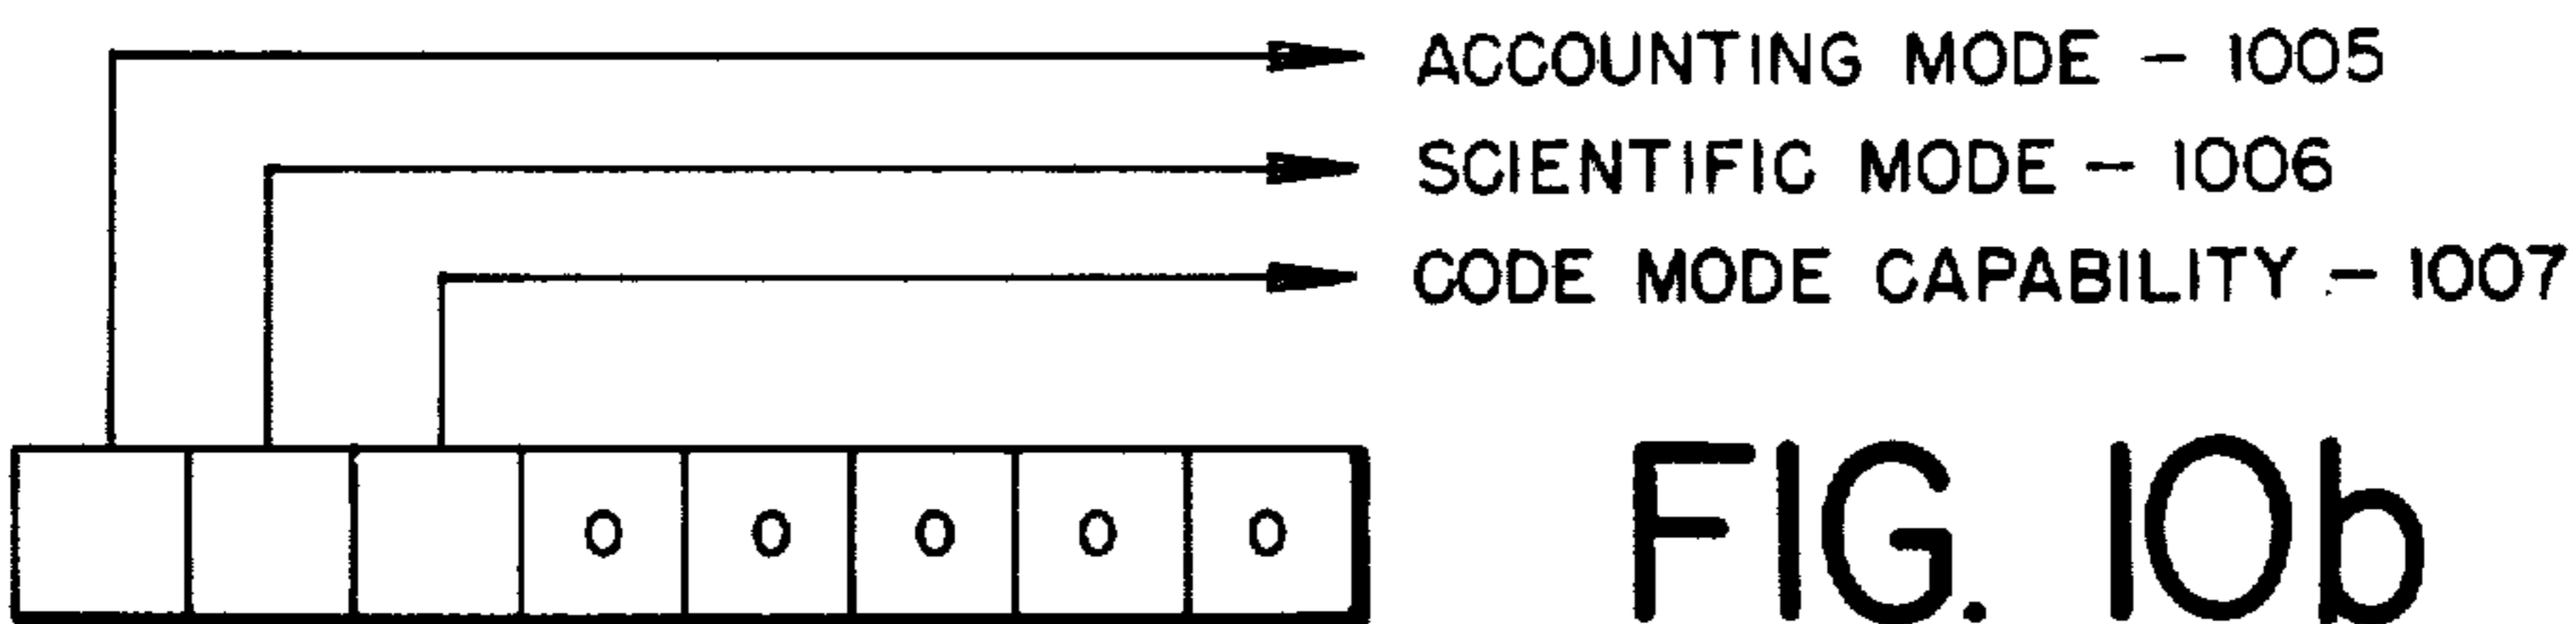 ACCOUNTING MODE - 1005
SCIENTIFIC MODE - 1006
CODE MODE CAPABILITY - 1007
0 0 0 0 0
FIG. 10b